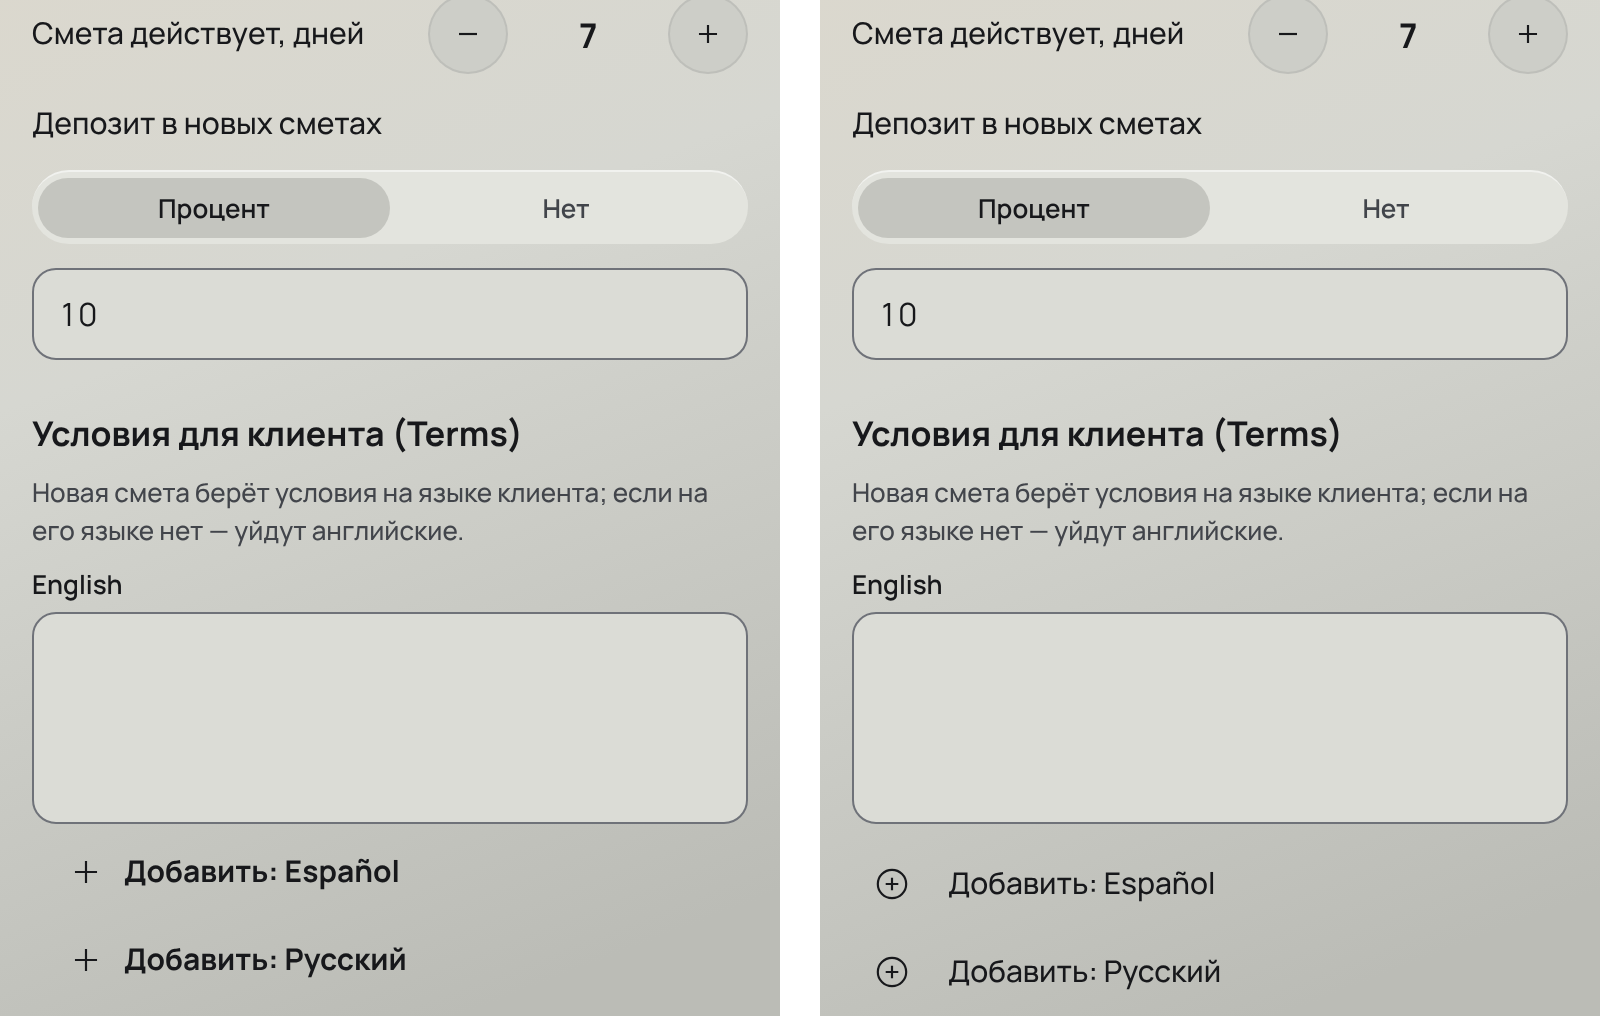 Смета действует, дней − 7 +
Депозит в новых сметах
Процент Нет
10
Условия для клиента (Terms)
Новая смета берёт условия на языке клиента; если на
его языке нет — уйдут английские.
English
+ Добавить: Español
+ Добавить: Русский
Смета действует, дней − 7 +
Депозит в новых сметах
Процент Нет
10
Условия для клиента (Terms)
Новая смета берёт условия на языке клиента; если на
его языке нет — уйдут английские.
English
Добавить: Español
Добавить: Русский